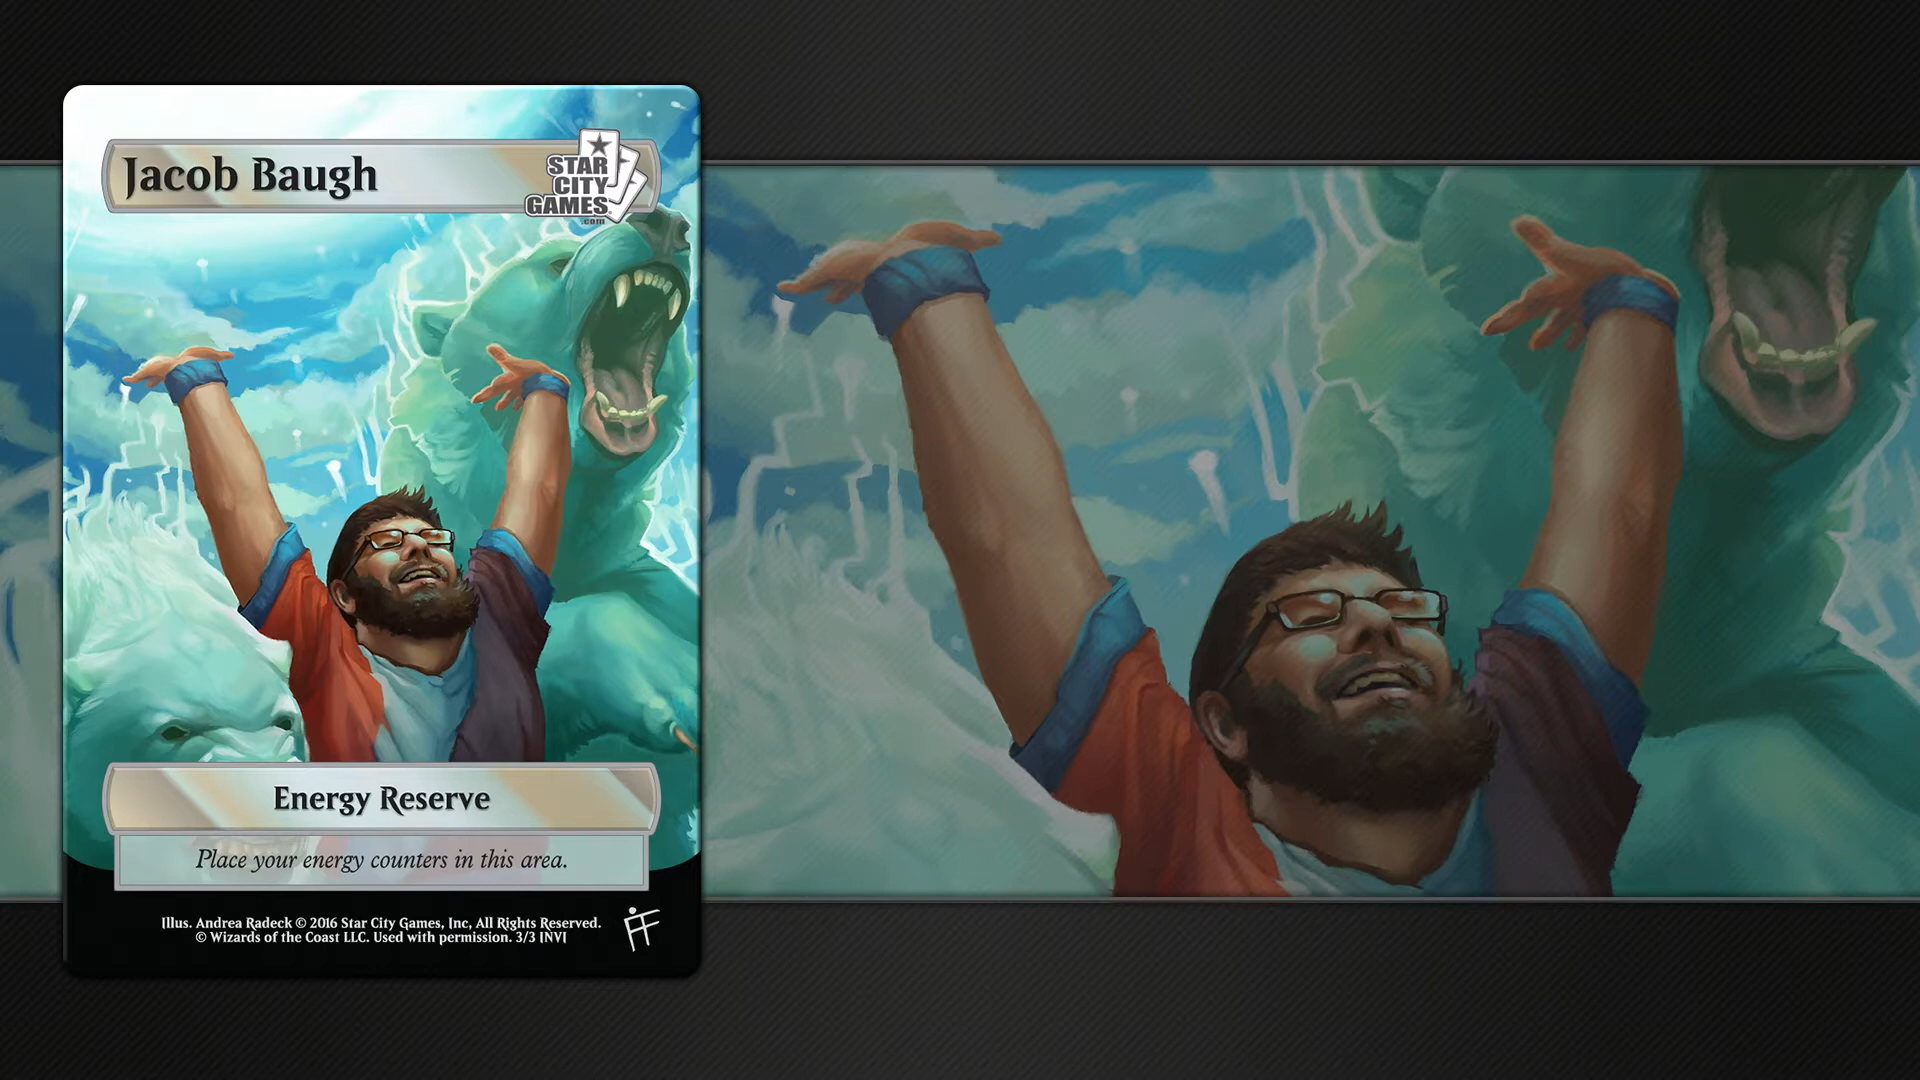 Jacob Baugh
STAR
CITY
GAMES
.com
Energy Reserve
Place your energy counters in this area.
Illus. Andrea Radeck © 2016 Star City Games, Inc, All Rights Reserved.
© Wizards of the Coast LLC. Used with permission. 3/3 INVI